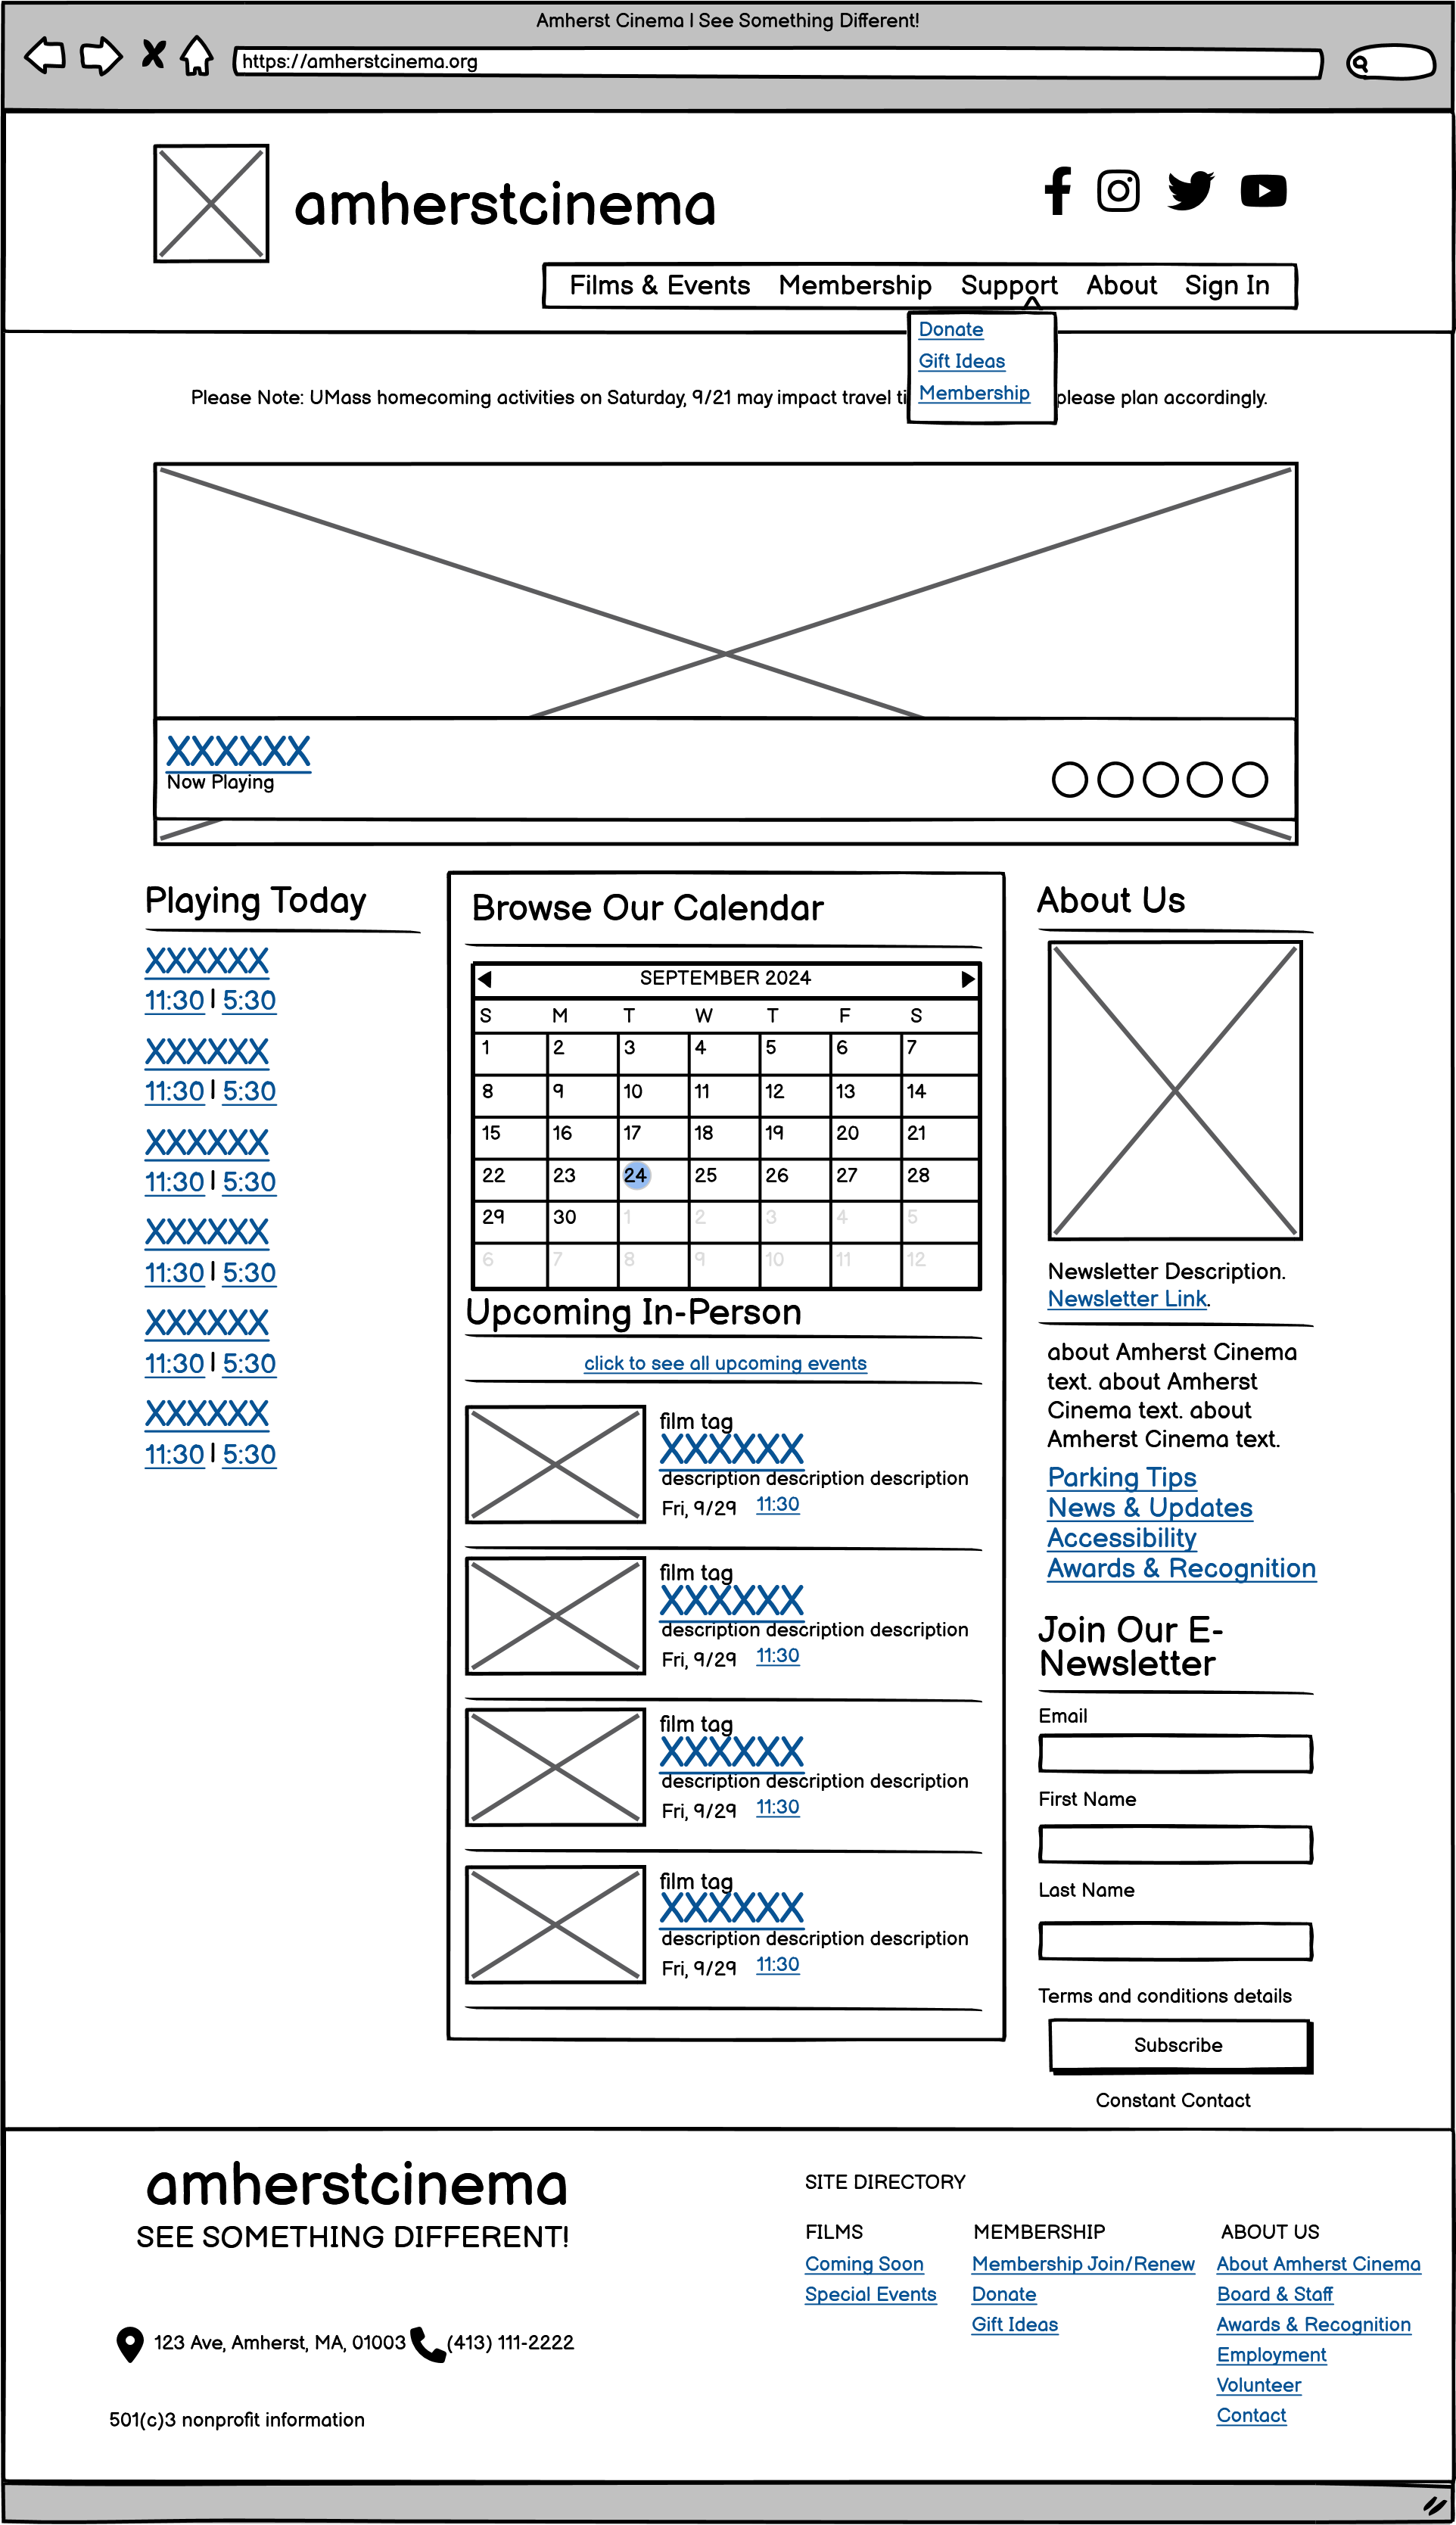 Amherst Cinema | See Something Different!
https://amherstcinema.org
amherstcinema
Films & Events Membership Support About Sign In
Donate
Gift Ideas
Membership
Please Note: UMass homecoming activities on Saturday, 9/21 may impact travel ti please plan accordingly.
XXXXXX
Now Playing
Playing Today
XXXXXX
11:30 | 5:30
XXXXXX
11:30 | 5:30
XXXXXX
11:30 | 5:30
XXXXXX
11:30 | 5:30
XXXXXX
11:30 | 5:30
XXXXXX
11:30 | 5:30
Browse Our Calendar
SEPTEMBER 2024
S M T W T F S
1 2 3 4 5 6 7
8 9 10 11 12 13 14
15 16 17 18 19 20 21
22 23 24 25 26 27 28
29 30 1 2 3 4 5
6 7 8 9 10 11 12
Upcoming In-Person
click to see all upcoming events
film tag
XXXXXX
description description description
Fri, 9/29 11:30
film tag
XXXXXX
description description description
Fri, 9/29 11:30
film tag
XXXXXX
description description description
Fri, 9/29 11:30
film tag
XXXXXX
description description description
Fri, 9/29 11:30
About Us
Newsletter Description.
Newsletter Link.
about Amherst Cinema
text. about Amherst
Cinema text. about
Amherst Cinema text.
Parking Tips
News & Updates
Accessibility
Awards & Recognition
Join Our E-
Newsletter
Email
First Name
Last Name
Terms and conditions details
Subscribe
Constant Contact
amherstcinema
SEE SOMETHING DIFFERENT!
123 Ave, Amherst, MA, 01003 (413) 111-2222
501(c)3 nonprofit information
SITE DIRECTORY
FILMS
Coming Soon
Special Events
MEMBERSHIP
Membership Join/Renew
Donate
Gift Ideas
ABOUT US
About Amherst Cinema
Board & Staff
Awards & Recognition
Employment
Volunteer
Contact